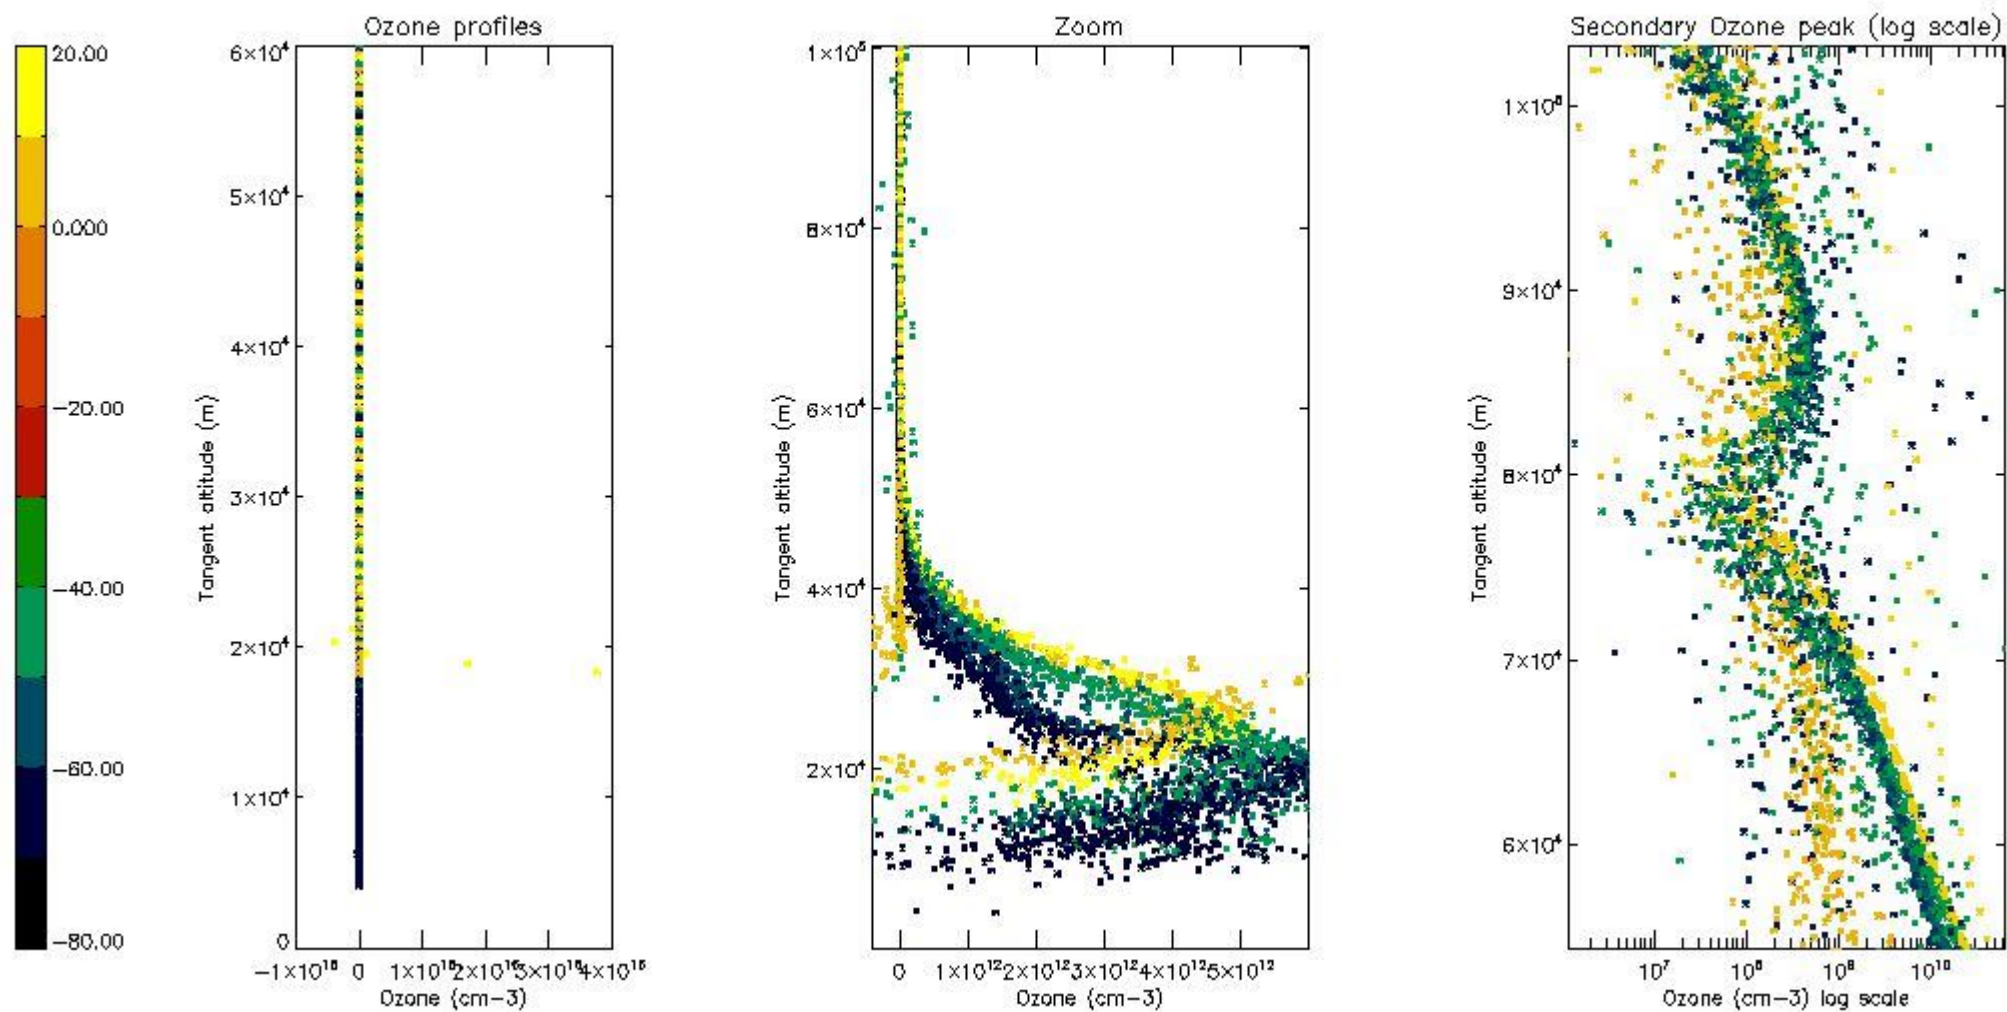 20.00
0.000
−20.00
−40.00
−60.00
−80.00
Ozone profiles
6×10⁴
5×10⁴
4×10⁴
3×10⁴
2×10⁴
1×10⁴
0
Tangent altitude (m)
0
Ozone (cm−3)
Zoom
1×10⁵
8×10⁴
6×10⁴
4×10⁴
2×10⁴
Tangent altitude (m)
0 1×10¹² 2×10¹² 3×10¹² 4×10¹² 5×10¹²
Ozone (cm−3)
Secondary Ozone peak (log scale)
9×10⁴
8×10⁴
7×10⁴
6×10⁴
Tangent altitude (m)
10⁷ 10⁸ 10⁹ 10¹⁰
Ozone (cm−3) log scale